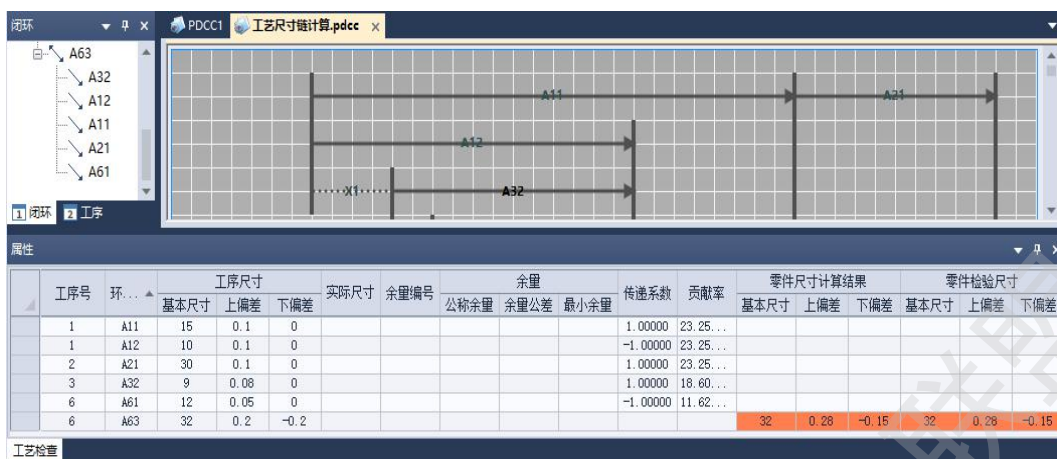 闭环
PDCC1
工艺尺寸链计算.pdcc x
A63
A32
A12
A11
A21
A61
1 闭环 2 工序
A11
A21
A12
X1
A32
属性
工序号 环... 工序尺寸 实际尺寸 余量编号 余量 传递系数 贡献率 零件尺寸计算结果 零件检验尺寸
基本尺寸 上偏差 下偏差 公称余量 余量公差 最小余量 基本尺寸 上偏差 下偏差 基本尺寸 上偏差 下偏差
1 A11 15 0.1 0 1.00000 23.25...
1 A12 10 0.1 0 -1.00000 23.25...
2 A21 30 0.1 0 1.00000 23.25...
3 A32 9 0.08 0 1.00000 18.60...
6 A61 12 0.05 0 -1.00000 11.62...
6 A63 32 0.2 -0.2 32 0.28 -0.15 32 0.28 -0.15
工艺检查